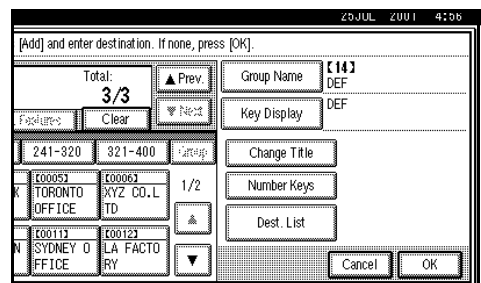 25JUL 2001 4:56
[Add] and enter destination. If none, press [OK].
Total:
3/3
Clear
▲Prev.
▼Next
241-320
321-400
Group
[0005]
TORONTO
OFFICE
[0006]
XYZ CO.L
TD
1/2
[0011]
SYDNEY O
FFICE
[0012]
LA FACTO
RY
▼
Group Name
【14】
DEF
Key Display
DEF
Change Title
Number Keys
Dest. List
Cancel
OK